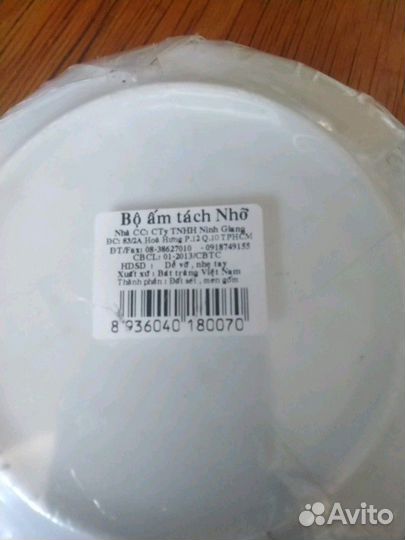 Bộ ấm tách Nhỡ
Nhà CC: CTy TNHH Ninh Giang
ĐC: 83/2A,Hoà Hưng P.12 Q.10 TPHCM
ĐT/Fax: 08-38627010 - 0918749155
CBCL: 01-2013/CBTC
HDSD : Dễ vỡ , nhẹ tay
Xuất xứ : Bát tràng Việt Nam
Thành phần : Đất sét , men gốm
8 936040 180070
Avito